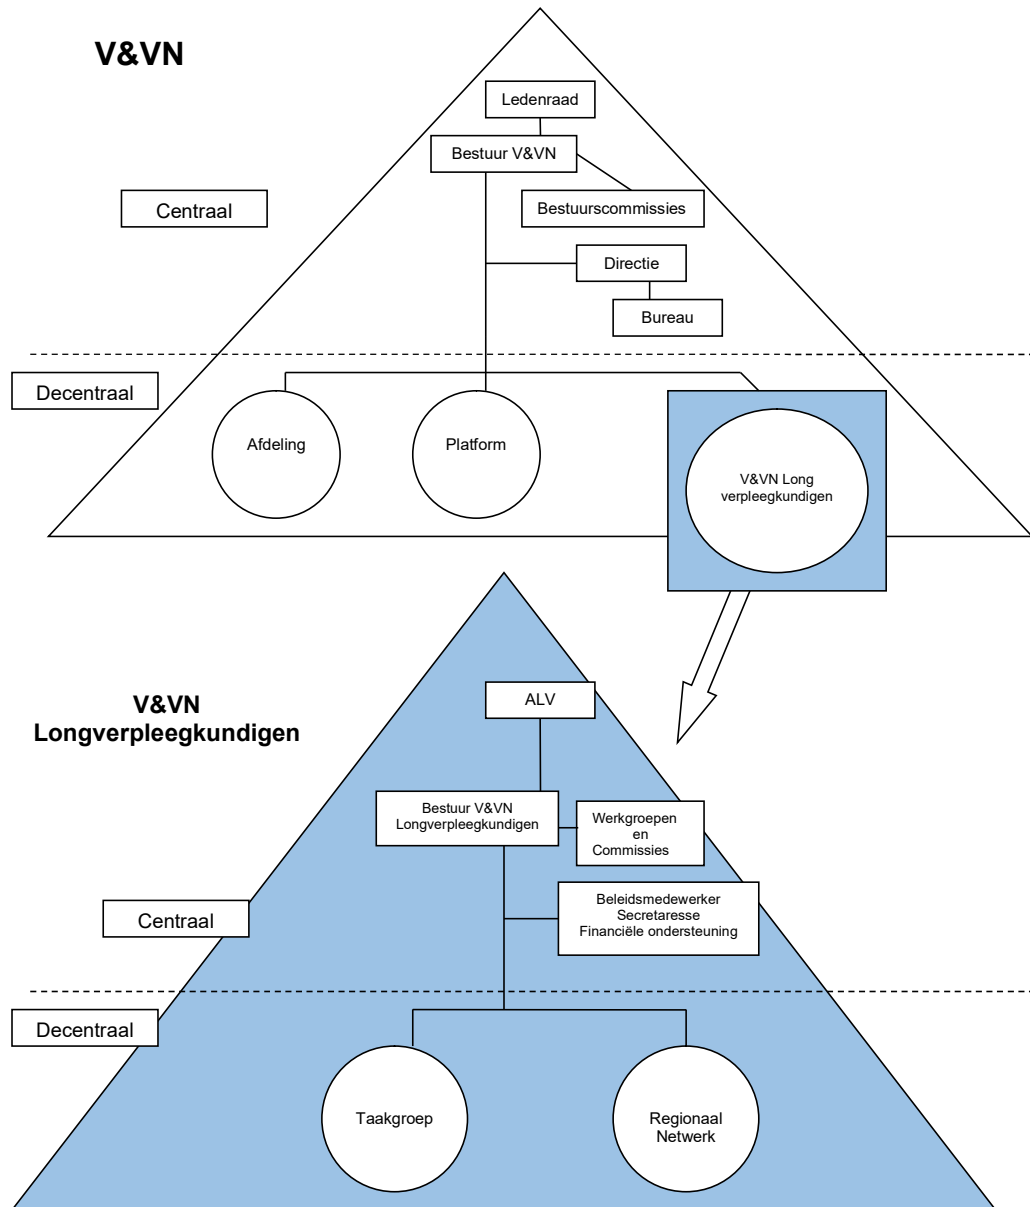 V&VN
Ledenraad
Bestuur V&VN
Centraal
Bestuurscommissies
Directie
Bureau
Decentraal
Afdeling
Platform
V&VN Long
verpleegkundigen
V&VN
Longverpleegkundigen
ALV
Bestuur V&VN
Longverpleegkundigen
Werkgroepen
en
Commissies
Beleidsmedewerker
Secretaresse
Financiële ondersteuning
Centraal
Decentraal
Taakgroep
Regionaal
Netwerk